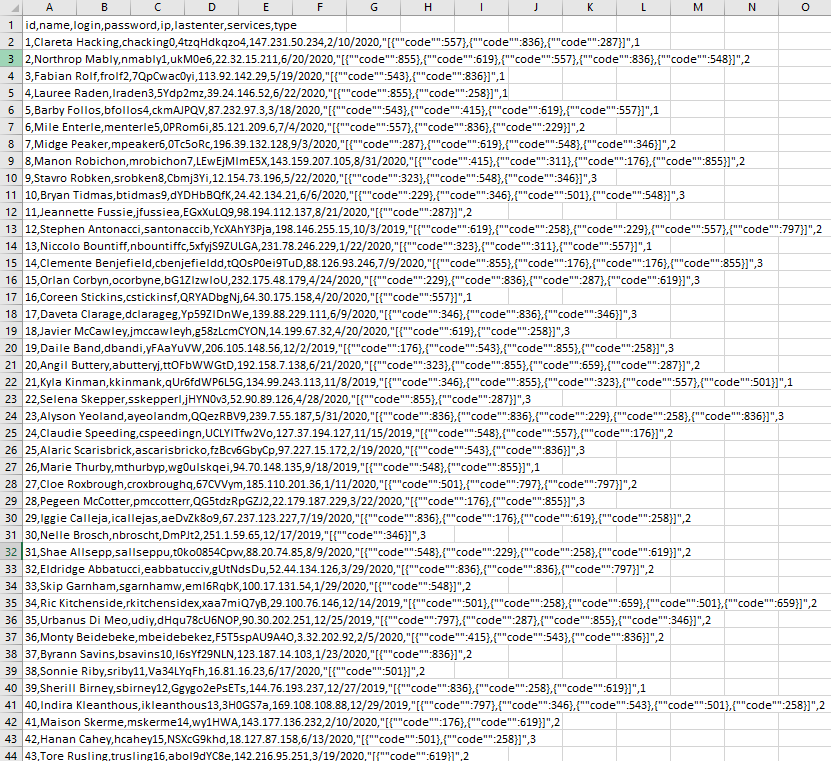 A B C D E F G H I J K L M N O
1 id,name,login,password,ip,lastenter,services,type
2 1,Clareta Hacking,chacking0,4tzqHdkqzo4,147.231.50.234,2/10/2020,"[{""code"":557},{""code"":836},{""code"":287}]",1
3 2,Northrop Mably,nmably1,ukM0e6,22.32.15.211,6/20/2020,"[{""code"":855},{""code"":619},{""code"":557},{""code"":836},{""code"":548}]",2
4 3,Fabian Rolf,frolf2,7QpCwac0yi,113.92.142.29,5/19/2020,"[{""code"":543},{""code"":836}]",1
5 4,Lauree Raden,lraden3,5Ydp2mz,39.24.146.52,6/22/2020,"[{""code"":855},{""code"":258}]",1
6 5,Barby Follos,bfollos4,ckmAJPQV,87.232.97.3,3/18/2020,"[{""code"":543},{""code"":415},{""code"":619},{""code"":557}]",1
7 6,Mile Enterle,menterle5,0PRom6i,85.121.209.6,7/4/2020,"[{""code"":557},{""code"":836},{""code"":229}]",2
8 7,Midge Peaker,mpeaker6,0Tc5oRc,196.39.132.128,9/3/2020,"[{""code"":287},{""code"":619},{""code"":548},{""code"":346}]",2
9 8,Manon Robichon,mrobichon7,LEwEjMImE5X,143.159.207.105,8/31/2020,"[{""code"":415},{""code"":311},{""code"":176},{""code"":855}]",2
10 9,Stavro Robken,srobken8,Cbmj3Yi,12.154.73.196,5/22/2020,"[{""code"":323},{""code"":548},{""code"":346}]",3
11 10,Bryan Tidmas,btidmas9,dYDHbBQfK,24.42.134.21,6/6/2020,"[{""code"":229},{""code"":346},{""code"":501},{""code"":548}]",3
12 11,Jeannette Fussie,jfussiea,EGxXuLQ9,98.194.112.137,8/21/2020,"[{""code"":287}]",2
13 12,Stephen Antonacci,santonaccib,YcXAhY3Pja,198.146.255.15,10/3/2019,"[{""code"":619},{""code"":258},{""code"":229},{""code"":557},{""code"":797}]",2
14 13,Niccolo Bountiff,nbountiffc,5xfyjS9ZULGA,231.78.246.229,1/22/2020,"[{""code"":323},{""code"":311},{""code"":557}]",1
15 14,Clemente Benjefield,cbenjefieldd,tQOsP0ei9TuD,88.126.93.246,7/9/2020,"[{""code"":855},{""code"":176},{""code"":176},{""code"":855}]",3
16 15,Orlan Corbyn,ocorbyne,bG1ZIzwIoU,232.175.48.179,4/24/2020,"[{""code"":229},{""code"":836},{""code"":287},{""code"":619}]",3
17 16,Coreen Stickins,cstickinsf,QRYADbgNj,64.30.175.158,4/20/2020,"[{""code"":557}]",1
18 17,Daveta Clarage,dclarageg,Yp59ZIDnWe,139.88.229.111,6/9/2020,"[{""code"":346},{""code"":836},{""code"":346}]",3
19 18,Javier McCawley,jmccawleyh,g58zLcmCYON,14.199.67.32,4/20/2020,"[{""code"":619},{""code"":258}]",3
20 19,Daile Band,dbandi,yFAaYuVW,206.105.148.56,12/2/2019,"[{""code"":176},{""code"":543},{""code"":855},{""code"":258}]",3
21 20,Angil Buttery,abutteryj,ttOFbWWGtD,192.158.7.138,6/21/2020,"[{""code"":323},{""code"":855},{""code"":659},{""code"":287}]",2
22 21,Kyla Kinman,kkinmank,qUr6fdWP6L5G,134.99.243.113,11/8/2019,"[{""code"":346},{""code"":855},{""code"":323},{""code"":557},{""code"":501}]",1
23 22,Selena Skepper,sskepperl,jHYN0v3,52.90.89.126,4/28/2020,"[{""code"":855},{""code"":287}]",3
24 23,Alyson Yeoland,ayeolandm,QQezRBV9,239.7.55.187,5/31/2020,"[{""code"":836},{""code"":836},{""code"":229},{""code"":258},{""code"":836}]",3
25 24,Claudie Speeding,cspeedingn,UCLYITfw2Vo,127.37.194.127,11/15/2019,"[{""code"":548},{""code"":557},{""code"":176}]",2
26 25,Alaric Scarisbrick,ascarisbricko,fzBcv6GbyCp,97.227.15.172,2/19/2020,"[{""code"":543},{""code"":836}]",3
27 26,Marie Thurby,mthurbyp,wg0uIskqei,94.70.148.135,9/18/2019,"[{""code"":548},{""code"":855}]",1
28 27,Cloe Roxbrough,croxbroughq,67CVVym,185.110.201.36,1/11/2020,"[{""code"":501},{""code"":797},{""code"":797}]",2
29 28,Pegeen McCotter,pmccotterr,QG5tdzRpGZJ2,22.179.187.229,3/22/2020,"[{""code"":176},{""code"":855}]",3
30 29,Iggie Calleja,icallejas,aeDvZk8o9,67.237.123.227,7/19/2020,"[{""code"":836},{""code"":176},{""code"":619},{""code"":258}]",2
31 30,Nelle Brosch,nbroscht,DmPJt2,251.1.59.65,12/17/2019,"[{""code"":346}]",3
32 31,Shae Allsepp,sallseppu,t0ko0854Cpvv,88.20.74.85,8/9/2020,"[{""code"":548},{""code"":229},{""code"":258},{""code"":619}]",2
33 32,Eldridge Abbatucci,eabbatucciv,gUtNdsDu,52.44.134.126,3/29/2020,"[{""code"":836},{""code"":836},{""code"":797}]",2
34 33,Skip Garnham,sgarnhamw,emI6RqbK,100.17.131.54,1/29/2020,"[{""code"":548}]",2
35 34,Ric Kitchenside,rkitchensidex,xaa7miQ7yB,29.100.76.146,12/14/2019,"[{""code"":501},{""code"":258},{""code"":659},{""code"":501},{""code"":659}]",2
36 35,Urbanus Di Meo,udiy,dHqu78cU6NOP,90.30.202.251,12/25/2019,"[{""code"":797},{""code"":287},{""code"":855},{""code"":346}]",2
37 36,Monty Beidebeke,mbeidebekez,F5T5spAU9A4O,3.32.202.92,2/5/2020,"[{""code"":415},{""code"":543},{""code"":836}]",2
38 37,Byrann Savins,bsavins10,I6sYf29NLN,123.187.14.103,1/23/2020,"[{""code"":836}]",2
39 38,Sonnie Riby,sriby11,Va34LYqFh,16.81.16.23,6/17/2020,"[{""code"":501}]",2
40 39,Sherill Birney,sbirney12,Ggygo2ePsETs,144.76.193.237,12/27/2019,"[{""code"":836},{""code"":258},{""code"":619}]",1
41 40,Indira Kleanthous,ikleanthous13,3H0GS7a,169.108.108.88,12/29/2019,"[{""code"":797},{""code"":346},{""code"":543},{""code"":501},{""code"":258}]",2
42 41,Maison Skerme,mskerme14,wy1HWA,143.177.136.232,2/10/2020,"[{""code"":176},{""code"":619}]",2
43 42,Hanan Cahey,hcahey15,NSXcG9khd,18.127.87.158,6/13/2020,"[{""code"":501},{""code"":258}]",3
44 43,Tore Rusling,trusling16,abol9dYC8e,142.216.95.251,3/19/2020,"[{""code"":619}]",2